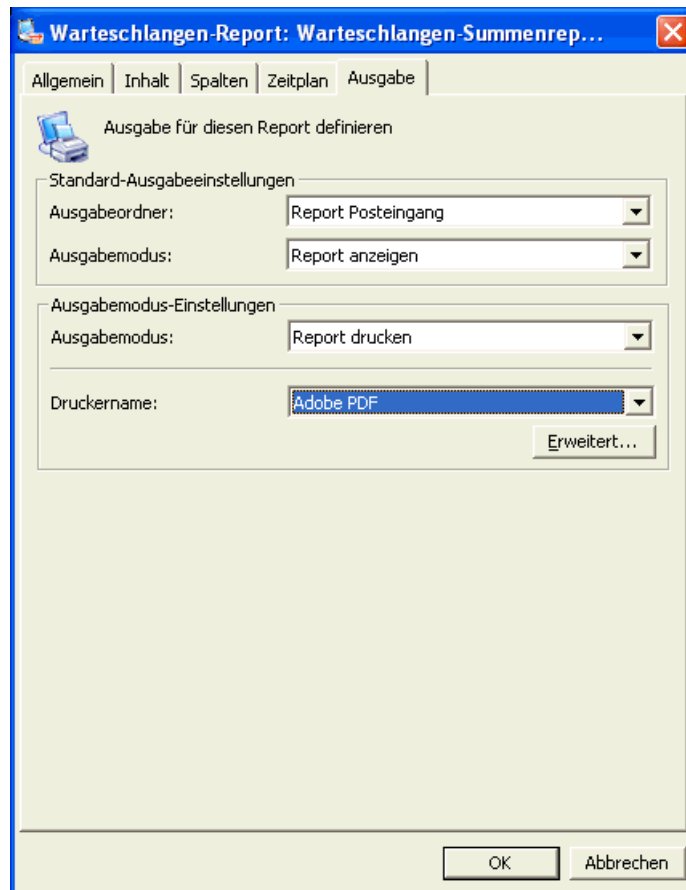 Warteschlangen-Report: Warteschlangen-Summenrep...
Allgemein Inhalt Spalten Zeitplan Ausgabe
Ausgabe für diesen Report definieren
Standard-Ausgabeeinstellungen
Ausgabeordner: Report Posteingang
Ausgabemodus: Report anzeigen
Ausgabemodus-Einstellungen
Ausgabemodus: Report drucken
Druckername: Adobe PDF
Erweitert...
OK Abbrechen